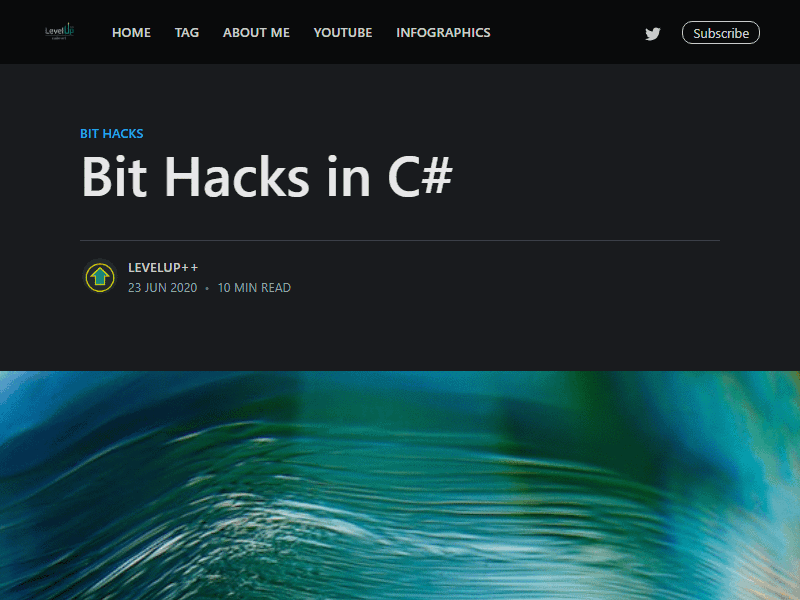 LevelUp
HOME TAG ABOUT ME YOUTUBE INFOGRAPHICS
Subscribe
BIT HACKS
Bit Hacks in C#
LEVELUP++
23 JUN 2020 • 10 MIN READ